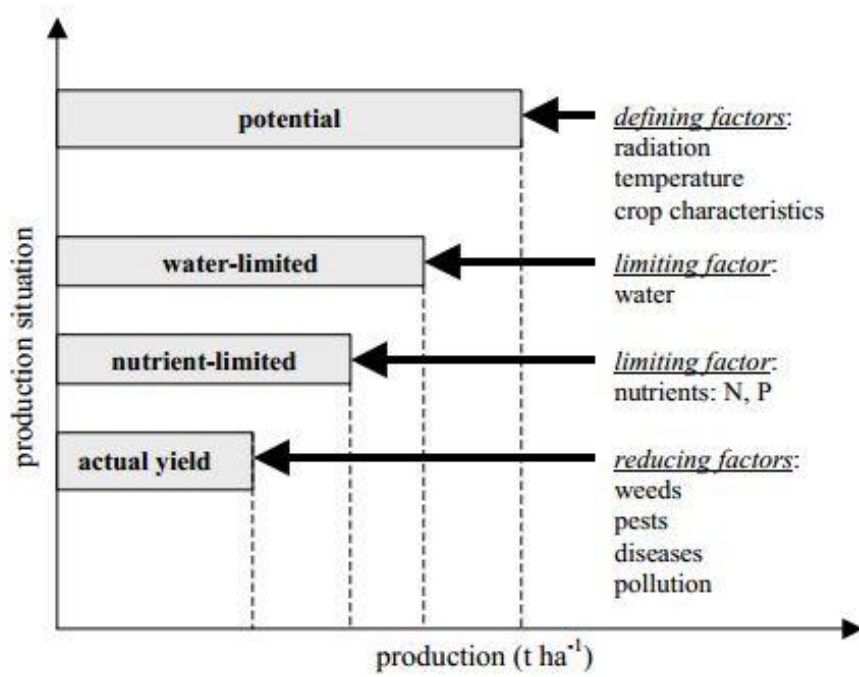 production situation
potential
defining factors:
radiation
temperature
crop characteristics
water-limited
limiting factor:
water
nutrient-limited
limiting factor:
nutrients: N, P
actual yield
reducing factors:
weeds
pests
diseases
pollution
production (t ha⁻¹)